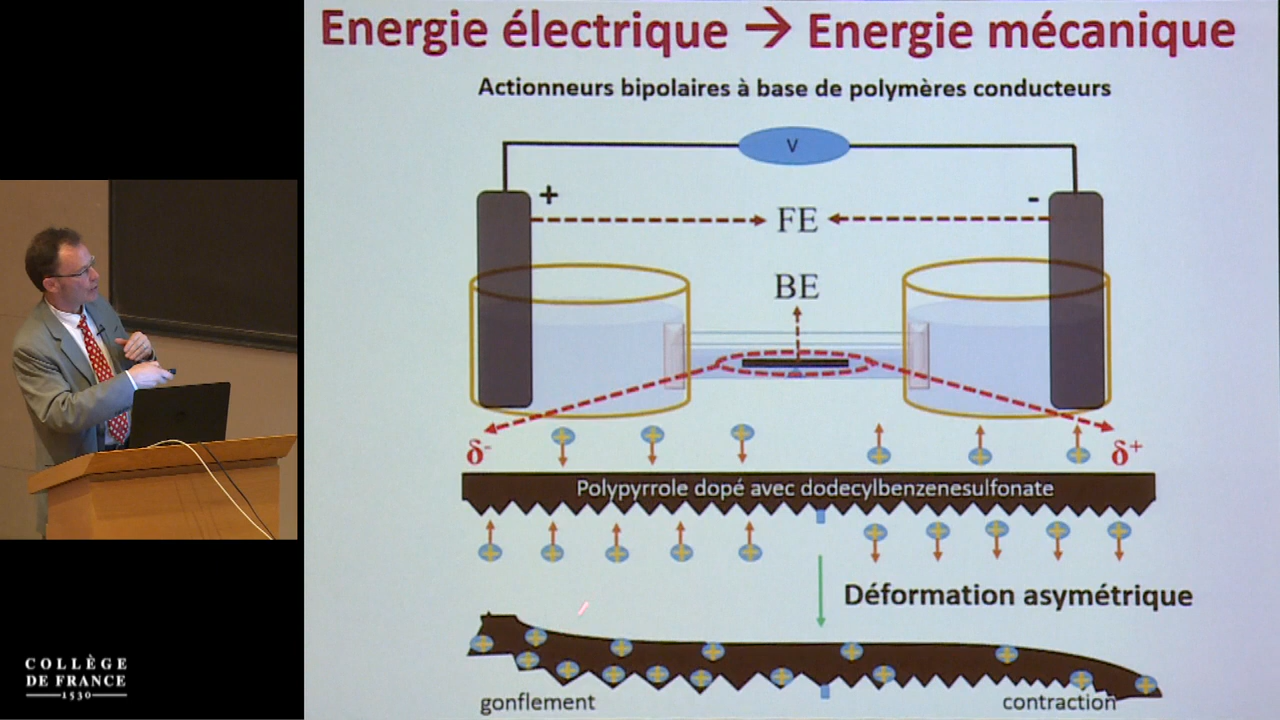 Energie électrique → Energie mécanique
Actionneurs bipolaires à base de polymères conducteurs
V
+ -
FE
BE
δ- δ+
Polypyrrole dopé avec dodecylbenzenesulfonate
Déformation asymétrique
gonflement contraction
COLLÈGE
DE FRANCE
1530